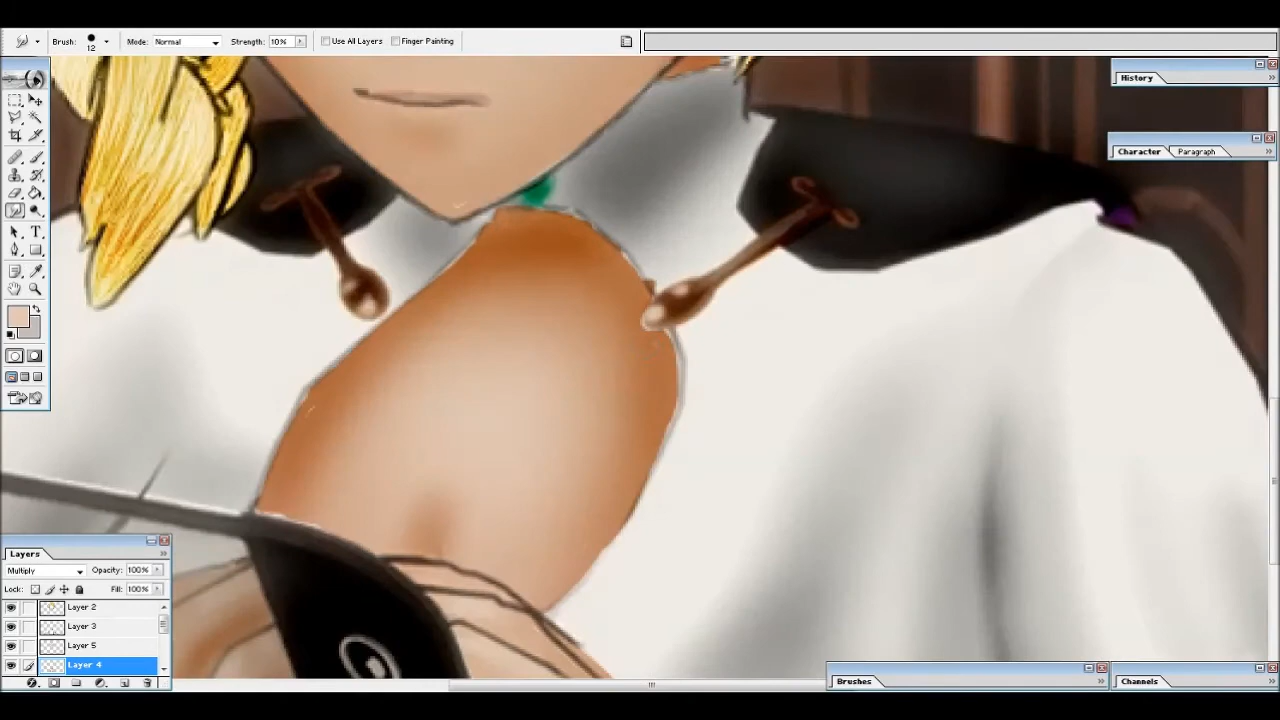 Brush: 12 Mode: Normal Strength: 10% Use All Layers Finger Painting
History
Character Paragraph
Layers
Multiply Opacity: 100%
Lock: Fill: 100%
Layer 2
Layer 3
Layer 5
Layer 4
Brushes
Channels